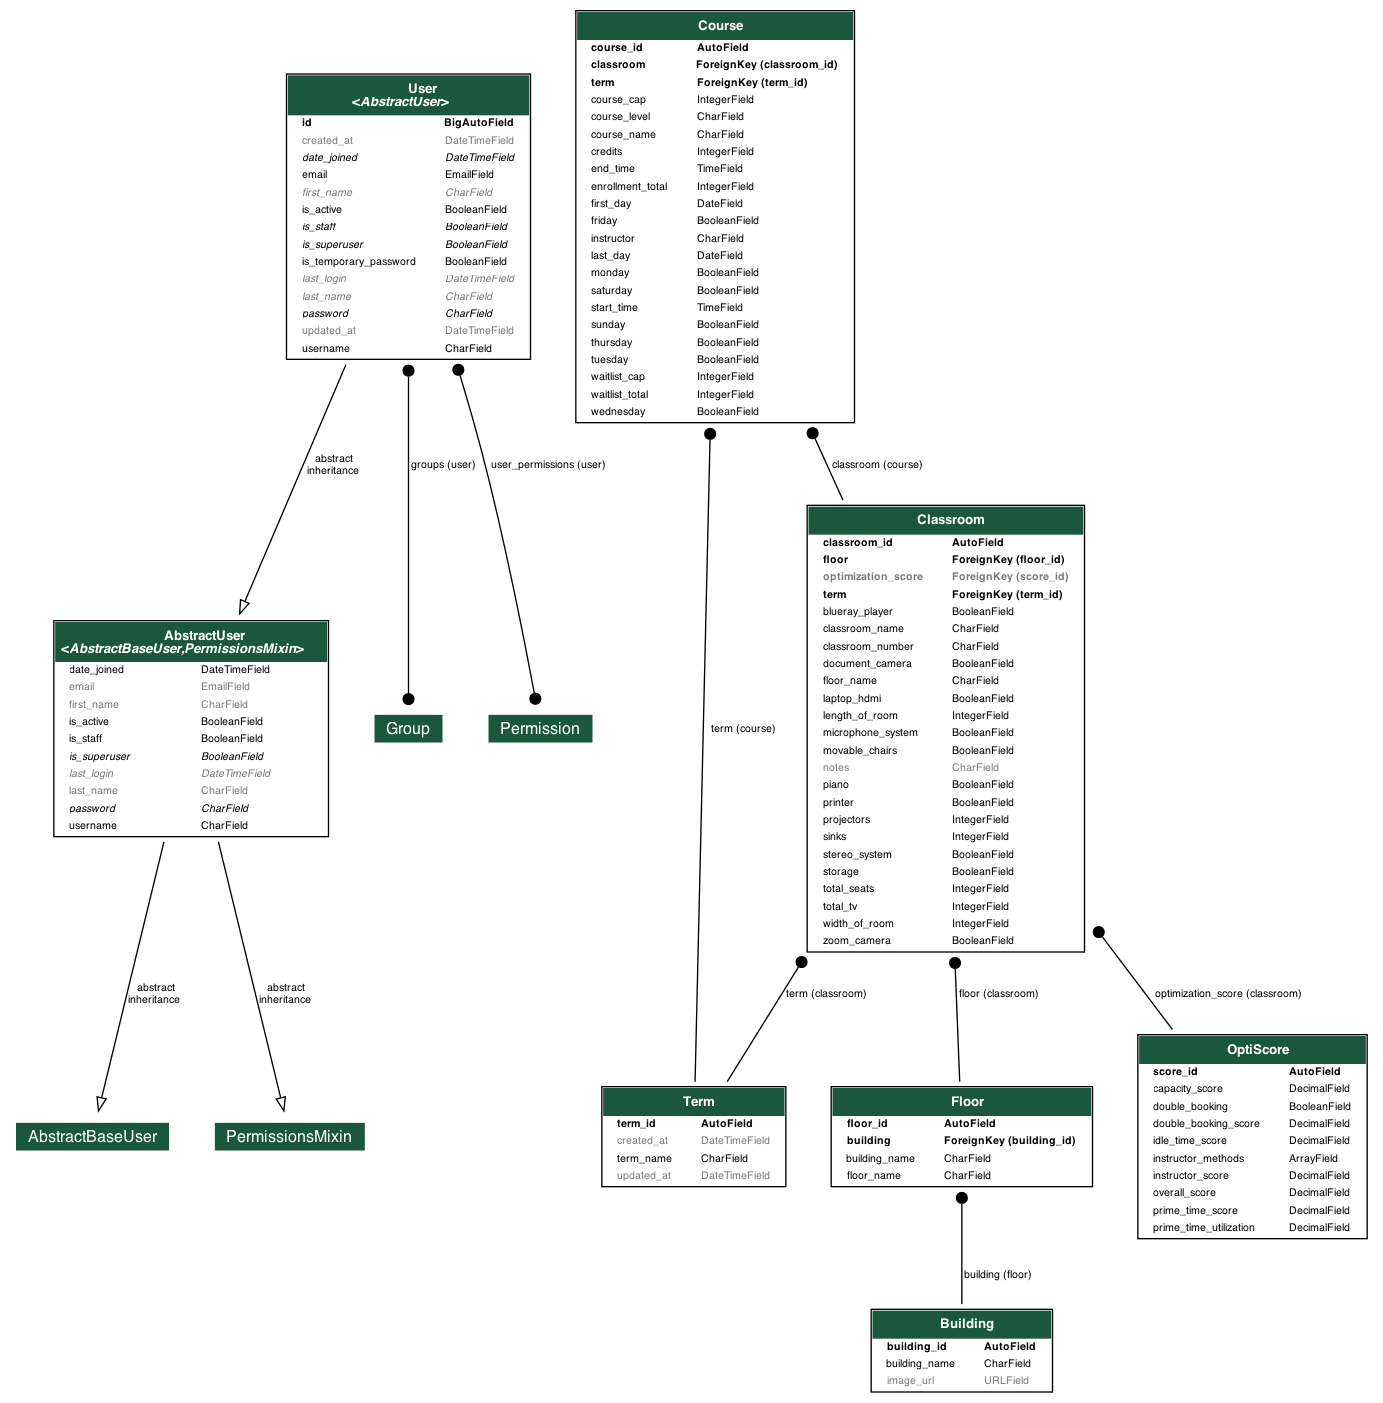 Course
course_id AutoField
classroom ForeignKey (classroom_id)
term ForeignKey (term_id)
course_cap IntegerField
course_level CharField
course_name CharField
credits IntegerField
end_time TimeField
enrollment_total IntegerField
first_day DateField
friday BooleanField
instructor CharField
last_day DateField
monday BooleanField
saturday BooleanField
start_time TimeField
sunday BooleanField
thursday BooleanField
tuesday BooleanField
waitlist_cap IntegerField
waitlist_total IntegerField
wednesday BooleanField
User
<AbstractUser>
id BigAutoField
created_at DateTimeField
date_joined DateTimeField
email EmailField
first_name CharField
is_active BooleanField
is_staff BooleanField
is_superuser BooleanField
is_temporary_password BooleanField
last_login DateTimeField
last_name CharField
password CharField
updated_at DateTimeField
username CharField
abstract
inheritance
groups (user)
user_permissions (user)
classroom (course)
AbstractUser
<AbstractBaseUser,PermissionsMixin>
date_joined DateTimeField
email EmailField
first_name CharField
is_active BooleanField
is_staff BooleanField
is_superuser BooleanField
last_login DateTimeField
last_name CharField
password CharField
username CharField
Group
Permission
term (course)
Classroom
classroom_id AutoField
floor ForeignKey (floor_id)
optimization_score ForeignKey (score_id)
term ForeignKey (term_id)
blueray_player BooleanField
classroom_name CharField
classroom_number CharField
document_camera BooleanField
floor_name CharField
laptop_hdmi BooleanField
length_of_room IntegerField
microphone_system BooleanField
movable_chairs BooleanField
notes CharField
piano BooleanField
printer BooleanField
projectors IntegerField
sinks IntegerField
stereo_system BooleanField
storage BooleanField
total_seats IntegerField
total_tv IntegerField
width_of_room IntegerField
zoom_camera BooleanField
abstract
inheritance
abstract
inheritance
term (classroom)
floor (classroom)
optimization_score (classroom)
AbstractBaseUser
PermissionsMixin
Term
term_id AutoField
created_at DateTimeField
term_name CharField
updated_at DateTimeField
Floor
floor_id AutoField
building ForeignKey (building_id)
building_name CharField
floor_name CharField
OptiScore
score_id AutoField
capacity_score DecimalField
double_booking BooleanField
double_booking_score DecimalField
idle_time_score DecimalField
instructor_methods ArrayField
instructor_score DecimalField
overall_score DecimalField
prime_time_score DecimalField
prime_time_utilization DecimalField
building (floor)
Building
building_id AutoField
building_name CharField
image_url URLField